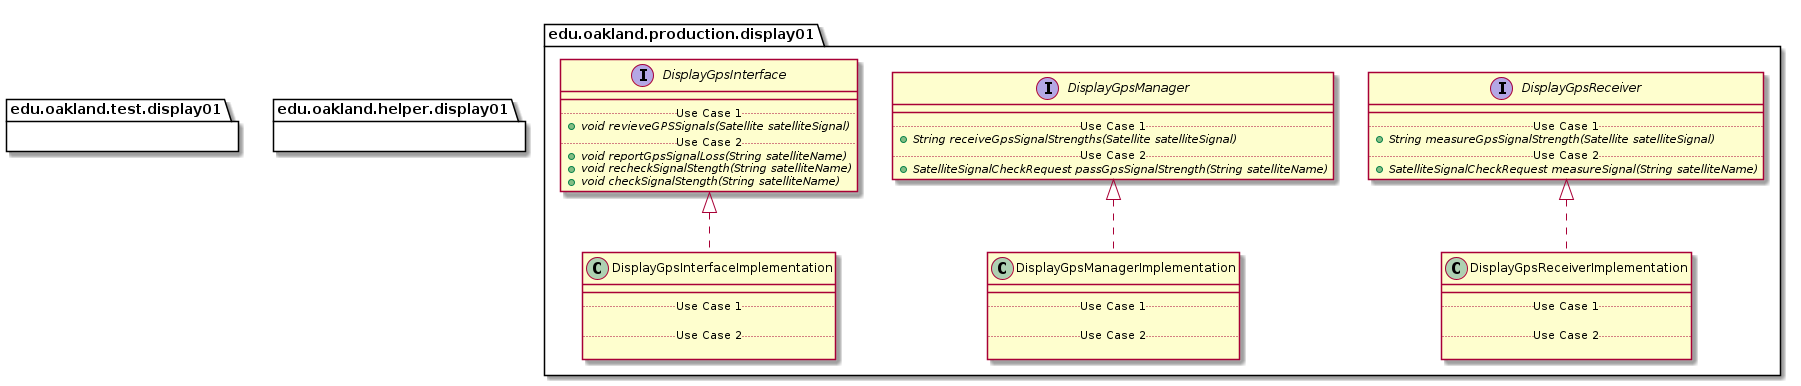 edu.oakland.test.display01
edu.oakland.helper.display01
edu.oakland.production.display01
I DisplayGpsInterface
Use Case 1
void revieveGPSSignals(Satellite satelliteSignal)
Use Case 2
void reportGpsSignalLoss(String satelliteName)
void recheckSignalStength(String satelliteName)
void checkSignalStength(String satelliteName)
I DisplayGpsManager
Use Case 1
String receiveGpsSignalStrengths(Satellite satelliteSignal)
Use Case 2
SatelliteSignalCheckRequest passGpsSignalStrength(String satelliteName)
I DisplayGpsReceiver
Use Case 1
String measureGpsSignalStrength(Satellite satelliteSignal)
Use Case 2
SatelliteSignalCheckRequest measureSignal(String satelliteName)
C DisplayGpsInterfaceImplementation
Use Case 1
Use Case 2
C DisplayGpsManagerImplementation
Use Case 1
Use Case 2
C DisplayGpsReceiverImplementation
Use Case 1
Use Case 2